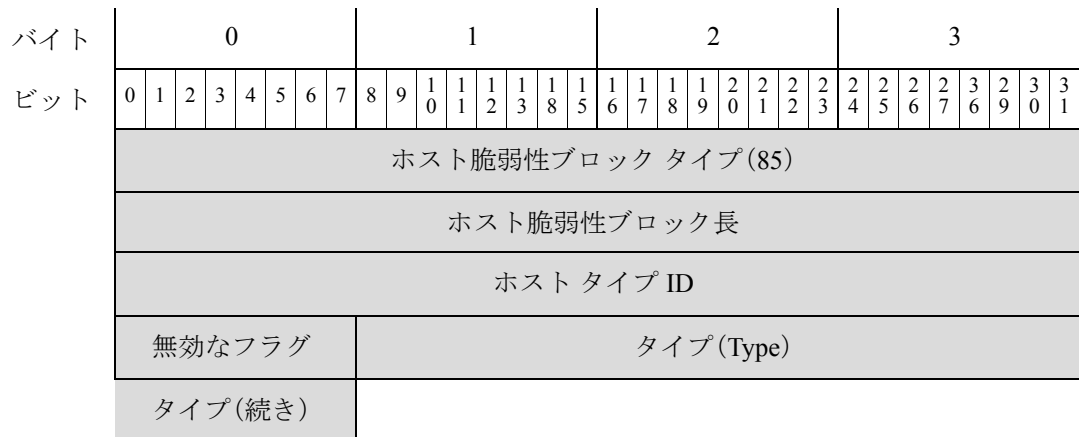 バイト 0 1 2 3
ビット 0 1 2 3 4 5 6 7 8 9 10 11 12 13 18 15 16 17 18 19 20 21 22 23 24 25 26 27 36 29 30 31
ホスト脆弱性ブロック タイプ(85)
ホスト脆弱性ブロック長
ホスト タイプ ID
無効なフラグ タイプ(Type)
タイプ(続き)